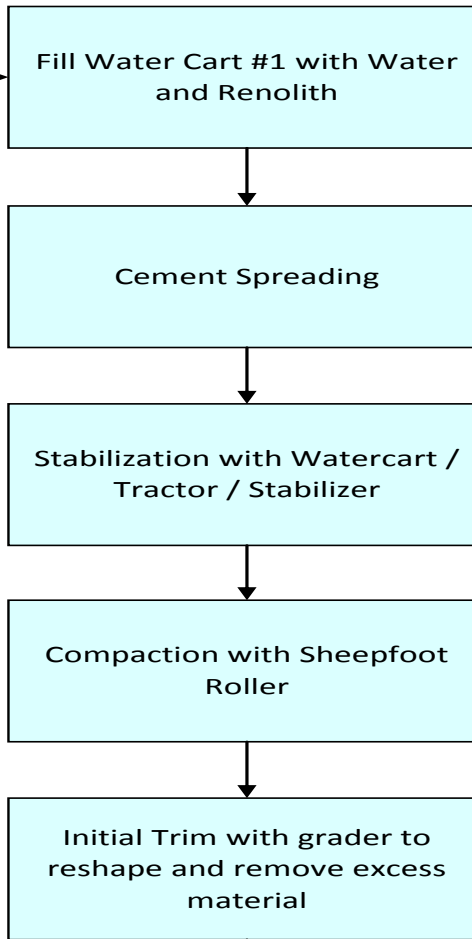 Fill Water Cart #1 with Water
and Renolith
Cement Spreading
Stabilization with Watercart /
Tractor / Stabilizer
Compaction with Sheepfoot
Roller
Initial Trim with grader to
reshape and remove excess
material